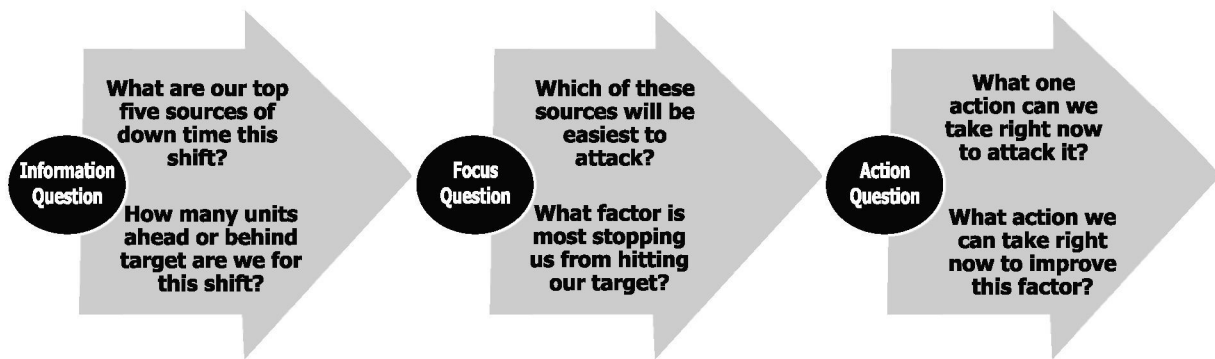 Information
Question
What are our top
five sources of
down time this
shift?
How many units
ahead or behind
target are we for
this shift?
Focus
Question
Which of these
sources will be
easiest to
attack?
What factor is
most stopping
us from hitting
our target?
Action
Question
What one
action can we
take right now
to attack it?
What action we
can take right
now to improve
this factor?